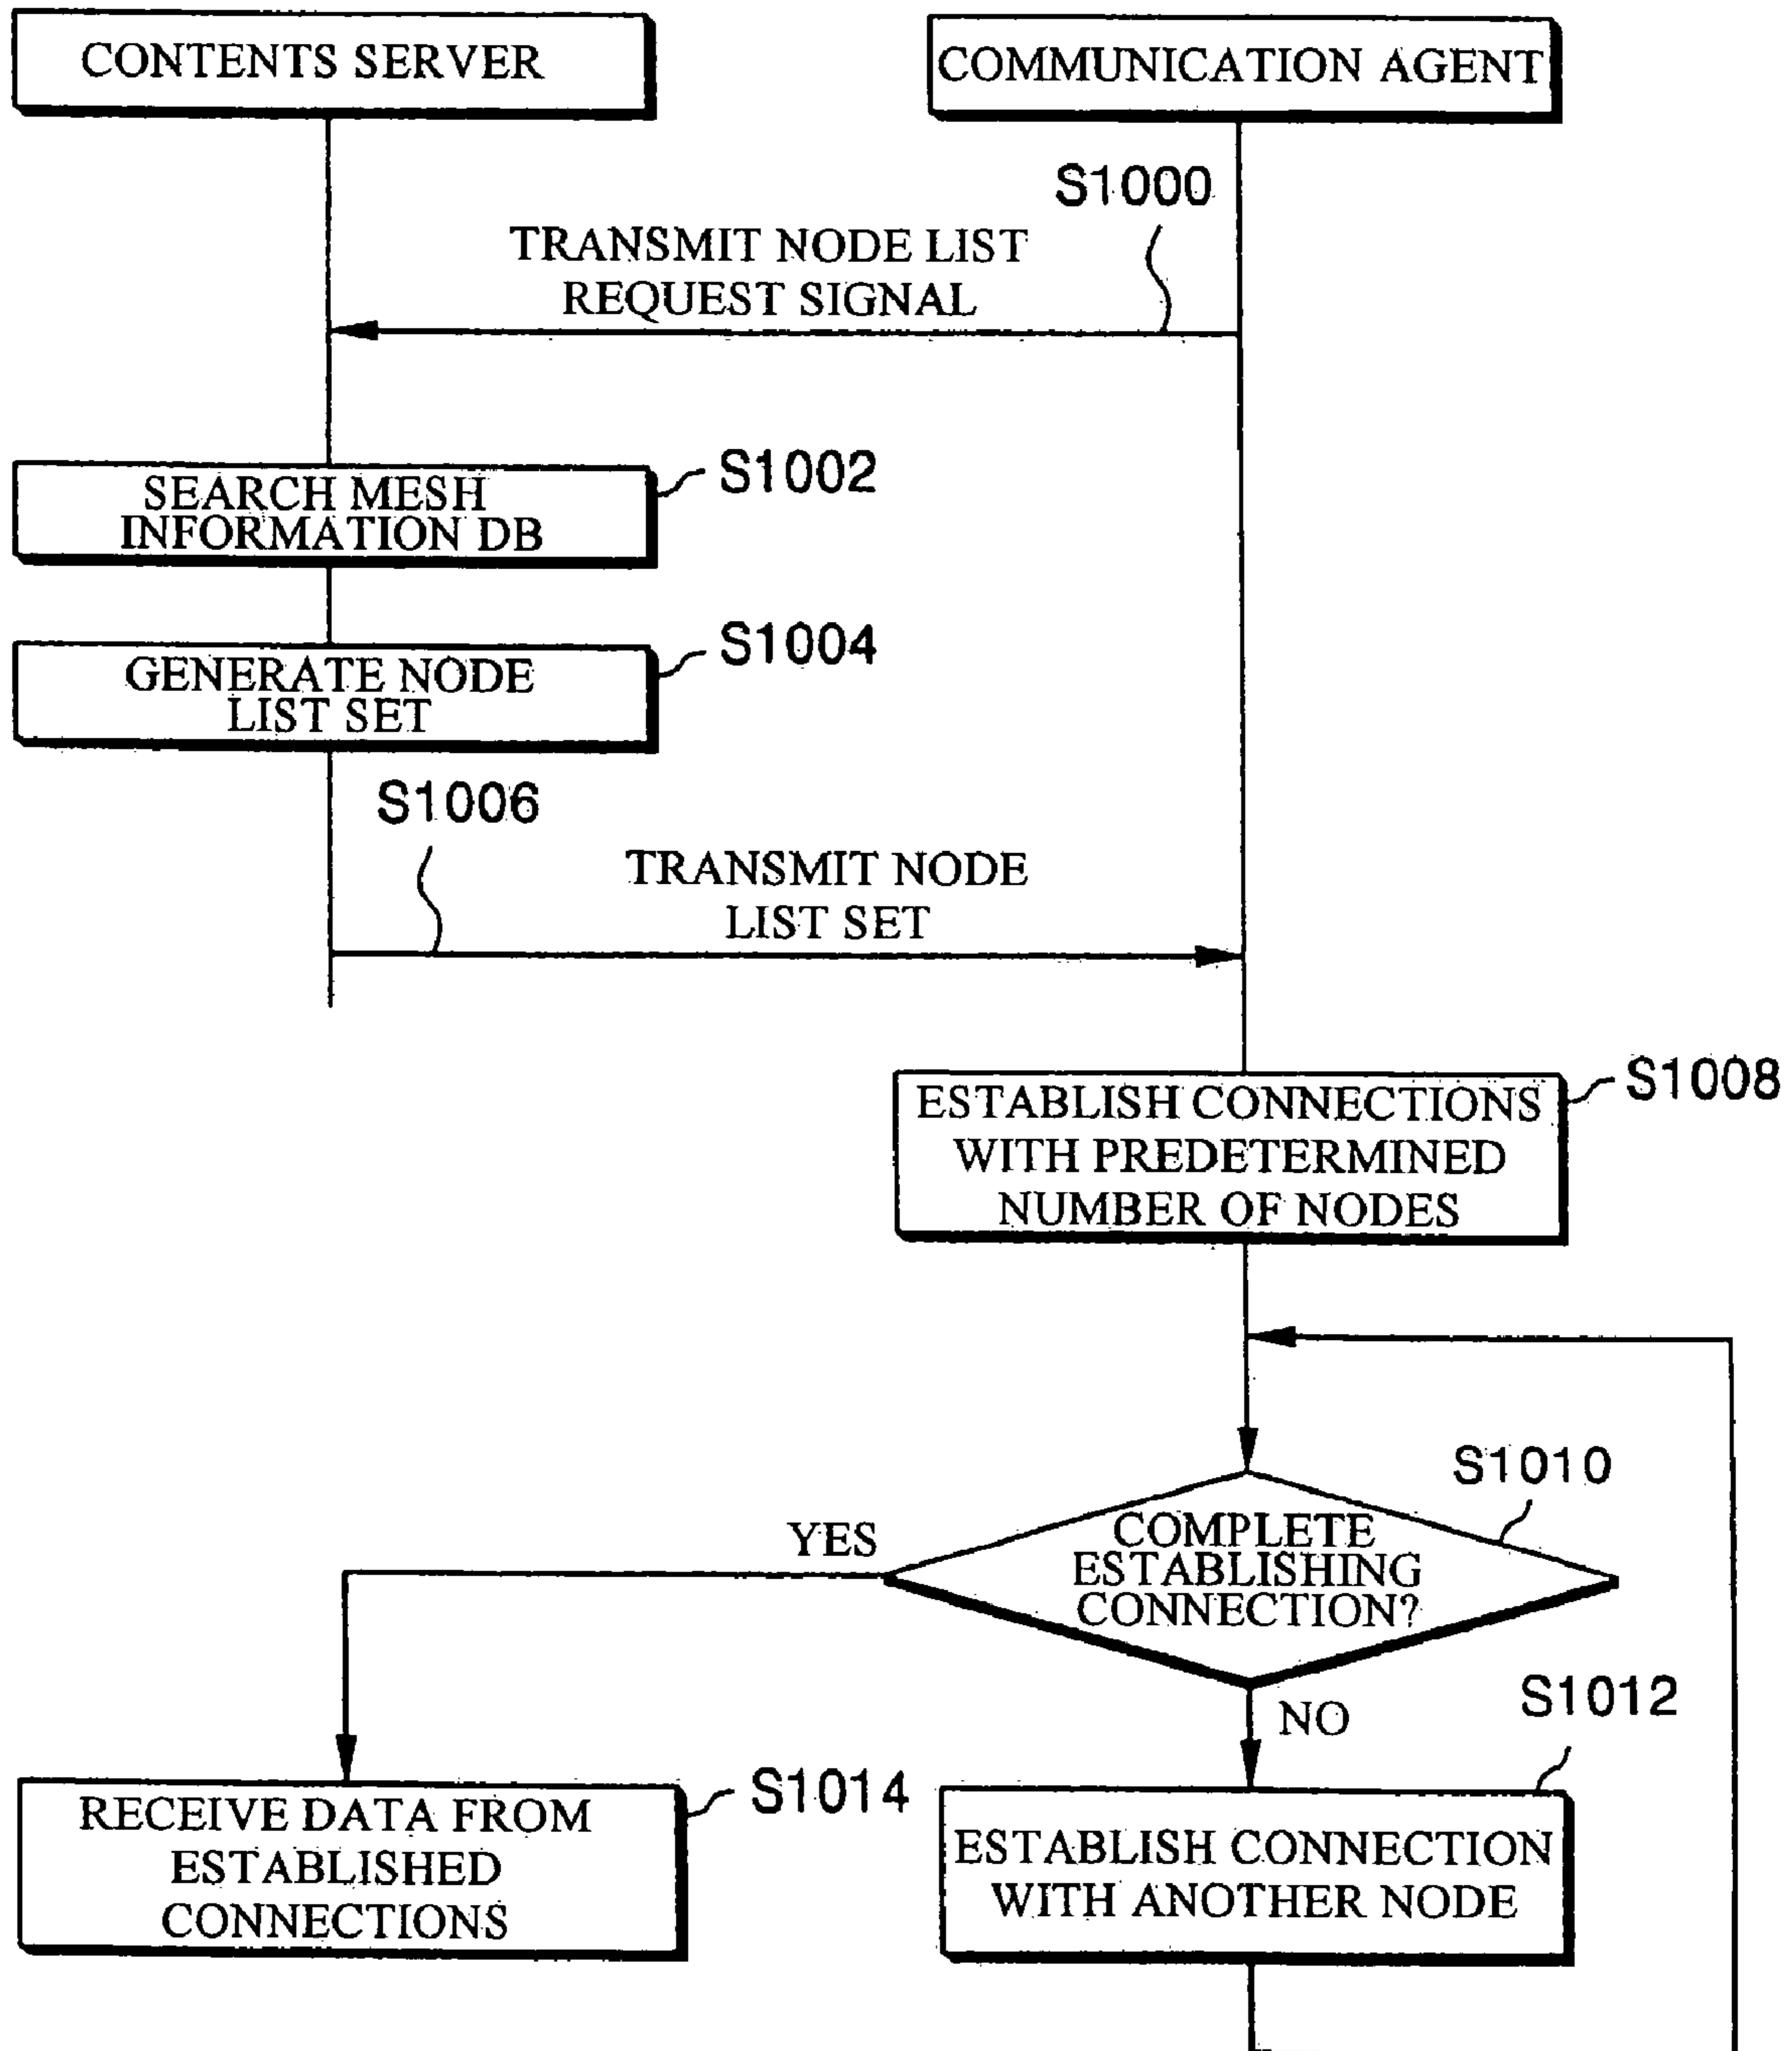 CONTENTS SERVER
COMMUNICATION AGENT
S1000
TRANSMIT NODE LIST
REQUEST SIGNAL
S1002
SEARCH MESH
INFORMATION DB
S1004
GENERATE NODE
LIST SET
S1006
TRANSMIT NODE
LIST SET
S1008
ESTABLISH CONNECTIONS
WITH PREDETERMINED
NUMBER OF NODES
S1010
COMPLETE
ESTABLISHING
CONNECTION?
YES
NO
S1012
S1014
RECEIVE DATA FROM
ESTABLISHED
CONNECTIONS
ESTABLISH CONNECTION
WITH ANOTHER NODE